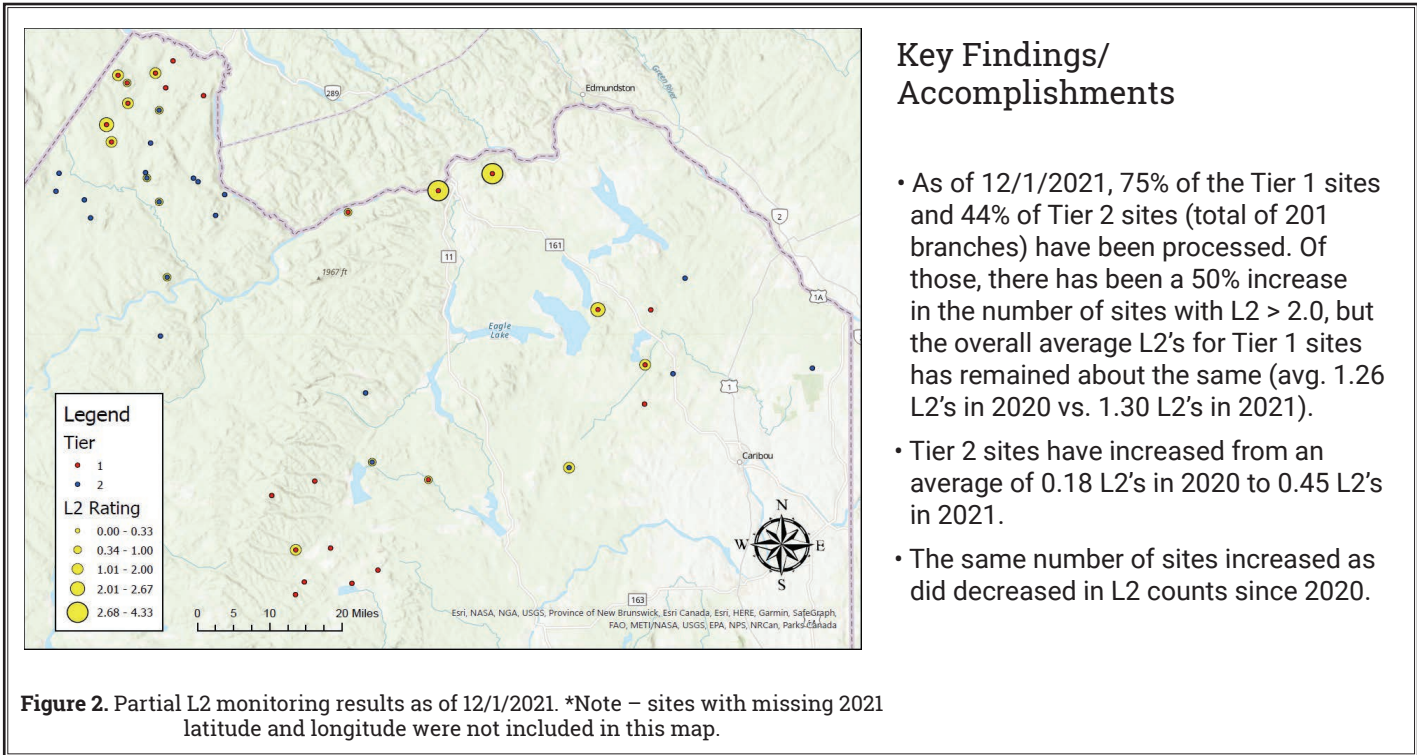 289
Edmundston
Green River
2
11
161
1967 ft
1A
Eagle
Lake
1
Caribou
163
N
W
E
S
Legend
Tier
1
2
L2 Rating
0.00 - 0.33
0.34 - 1.00
1.01 - 2.00
2.01 - 2.67
2.68 - 4.33
0 5 10 20 Miles
Esri, NASA, NGA, USGS, Province of New Brunswick, Esri Canada, Esri, HERE, Garmin, SafeGraph,
FAO, METI/NASA, USGS, EPA, NPS, NRCan, Parks Canada
Figure 2. Partial L2 monitoring results as of 12/1/2021. *Note – sites with missing 2021
latitude and longitude were not included in this map.
Key Findings/
Accomplishments
• As of 12/1/2021, 75% of the Tier 1 sites
and 44% of Tier 2 sites (total of 201
branches) have been processed. Of
those, there has been a 50% increase
in the number of sites with L2 > 2.0, but
the overall average L2's for Tier 1 sites
has remained about the same (avg. 1.26
L2's in 2020 vs. 1.30 L2's in 2021).
• Tier 2 sites have increased from an
average of 0.18 L2's in 2020 to 0.45 L2's
in 2021.
• The same number of sites increased as
did decreased in L2 counts since 2020.